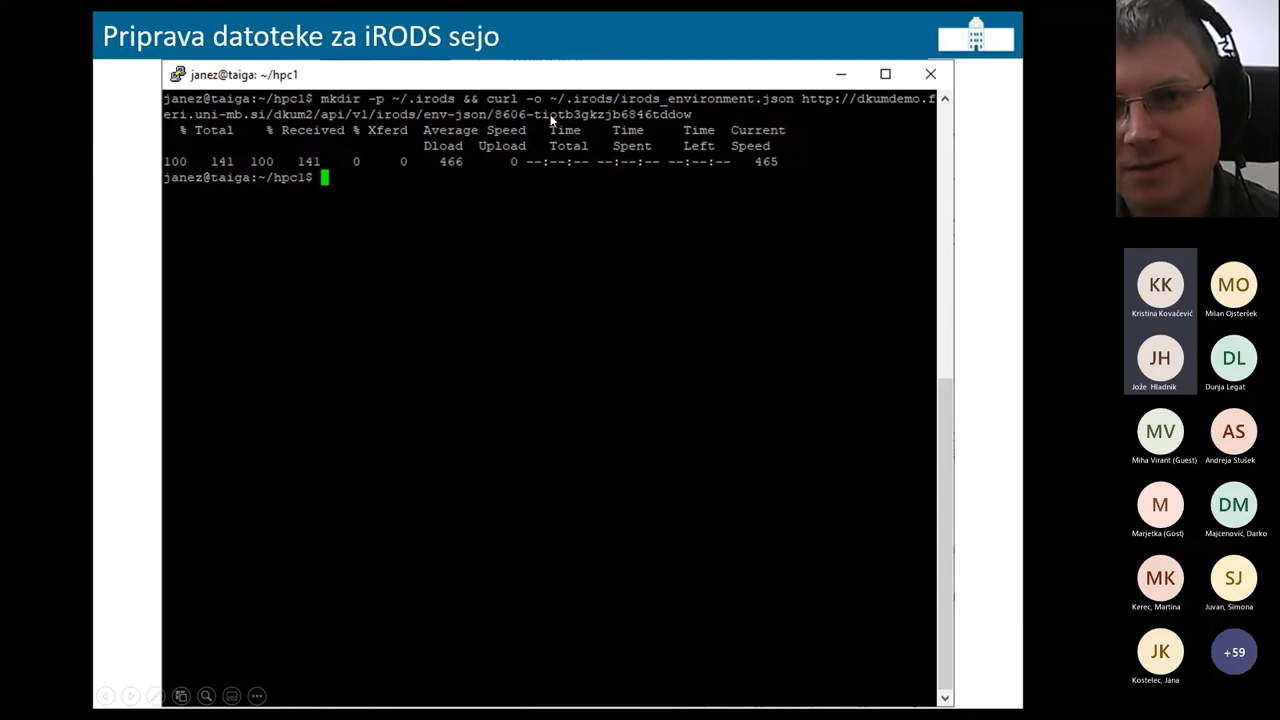 Priprava datoteke za iRODS sejo
janez@taiga: ~/hpc1
janez@taiga:~/hpc1$ mkdir -p ~/.irods && curl -o ~/.irods/irods_environment.json http://dkumdemo.f
eri.uni-mb.si/dkum2/api/v1/irods/env-json/8606-tiotb3gkzjb6846tddow
% Total % Received % Xferd Average Speed Time Time Time Current
Dload Upload Total Spent Left Speed
100 141 100 141 0 0 466 0 --:--:-- --:--:-- --:--:-- 465
janez@taiga:~/hpc1$
KK
Kristina Kovačević
MO
Milan Ojsteršek
JH
Jože Hladnik
DL
Dunja Legat
MV
Miha Virant (Guest)
AS
Andreja Stušek
M
Marjetka (Gost)
DM
Majcenović, Darko
MK
Kerec, Martina
SJ
Juvan, Simona
JK
Kostelec, Jana
+59